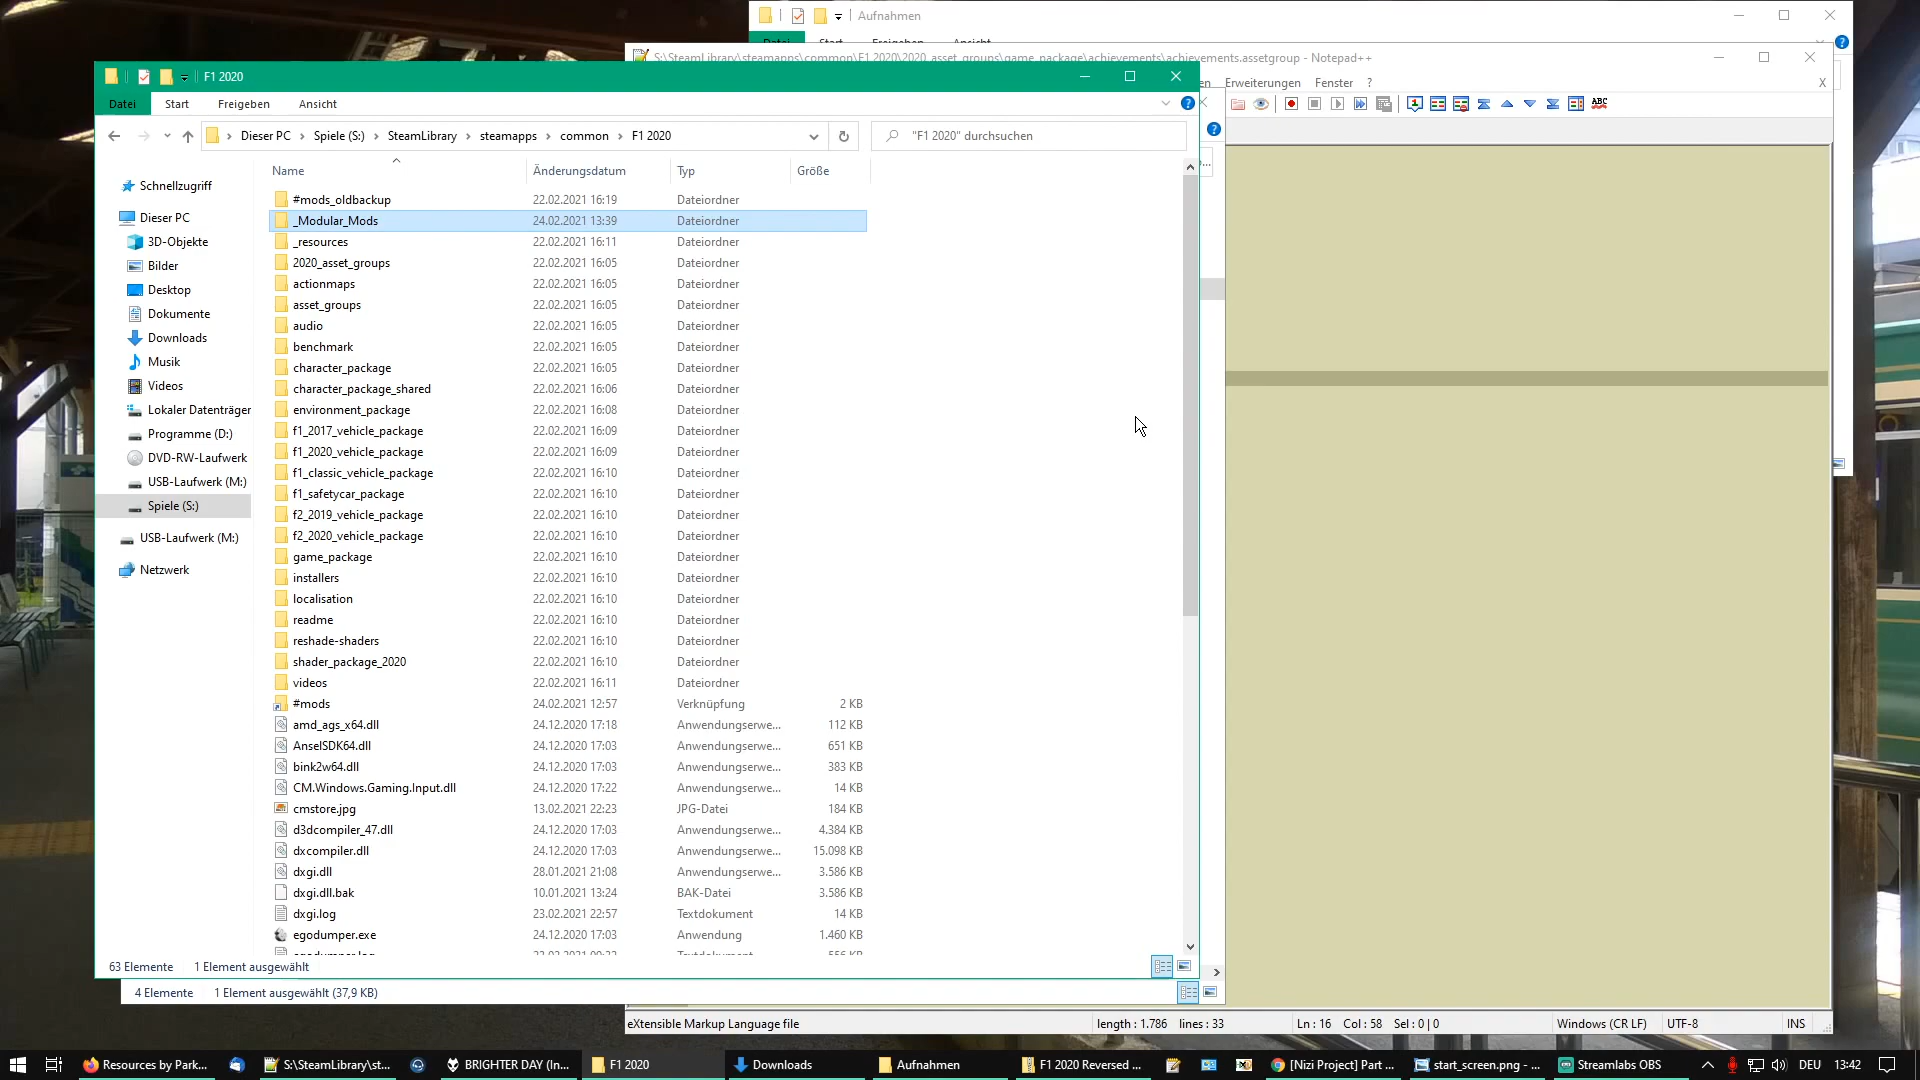 Aufnahmen
Datei Start Freigeben Ansicht
S:\SteamLibrary\steamapps\common\F1 2020\2020_asset_groups\game_package\achievements\achievements.assetgroup - Notepad++
Erweiterungen Fenster ? X
F1 2020
Datei Start Freigeben Ansicht
Dieser PC Spiele (S:) SteamLibrary steamapps common F1 2020
"F1 2020" durchsuchen
Name Änderungsdatum Typ Größe
Schnellzugriff
Dieser PC
3D-Objekte
Bilder
Desktop
Dokumente
Downloads
Musik
Videos
Lokaler Datenträger
Programme (D:)
DVD-RW-Laufwerk
USB-Laufwerk (M:)
Spiele (S:)
USB-Laufwerk (M:)
Netzwerk
#mods_oldbackup 22.02.2021 16:19 Dateiordner
_Modular_Mods 24.02.2021 13:39 Dateiordner
_resources 22.02.2021 16:11 Dateiordner
2020_asset_groups 22.02.2021 16:05 Dateiordner
actionmaps 22.02.2021 16:05 Dateiordner
asset_groups 22.02.2021 16:05 Dateiordner
audio 22.02.2021 16:05 Dateiordner
benchmark 22.02.2021 16:05 Dateiordner
character_package 22.02.2021 16:05 Dateiordner
character_package_shared 22.02.2021 16:06 Dateiordner
environment_package 22.02.2021 16:08 Dateiordner
f1_2017_vehicle_package 22.02.2021 16:09 Dateiordner
f1_2020_vehicle_package 22.02.2021 16:09 Dateiordner
f1_classic_vehicle_package 22.02.2021 16:10 Dateiordner
f1_safetycar_package 22.02.2021 16:10 Dateiordner
f2_2019_vehicle_package 22.02.2021 16:10 Dateiordner
f2_2020_vehicle_package 22.02.2021 16:10 Dateiordner
game_package 22.02.2021 16:10 Dateiordner
installers 22.02.2021 16:10 Dateiordner
localisation 22.02.2021 16:10 Dateiordner
readme 22.02.2021 16:10 Dateiordner
reshade-shaders 22.02.2021 16:10 Dateiordner
shader_package_2020 22.02.2021 16:10 Dateiordner
videos 22.02.2021 16:11 Dateiordner
#mods 24.02.2021 12:57 Verknüpfung 2 KB
amd_ags_x64.dll 24.12.2020 17:18 Anwendungserwe... 112 KB
AnselSDK64.dll 24.12.2020 17:03 Anwendungserwe... 651 KB
bink2w64.dll 24.12.2020 17:03 Anwendungserwe... 383 KB
CM.Windows.Gaming.Input.dll 24.12.2020 17:22 Anwendungserwe... 14 KB
cmstore.jpg 13.02.2021 22:23 JPG-Datei 184 KB
d3dcompiler_47.dll 24.12.2020 17:03 Anwendungserwe... 4.384 KB
dxcompiler.dll 24.12.2020 17:03 Anwendungserwe... 15.098 KB
dxgi.dll 28.01.2021 21:08 Anwendungserwe... 3.586 KB
dxgi.dll.bak 10.01.2021 13:24 BAK-Datei 3.586 KB
dxgi.log 23.02.2021 22:57 Textdokument 14 KB
egodumper.exe 24.12.2020 17:03 Anwendung 1.460 KB
63 Elemente 1 Element ausgewählt
4 Elemente 1 Element ausgewählt (37,9 KB)
eXtensible Markup Language file length : 1.786 lines : 33 Ln : 16 Col : 58 Sel : 0 | 0 Windows (CR LF) UTF-8 INS
Resources by Park... S:\SteamLibrary\st... BRIGHTER DAY (In... F1 2020 Downloads Aufnahmen F1 2020 Reversed ... [Nizi Project] Part ... start_screen.png - ... Streamlabs OBS DEU 13:42